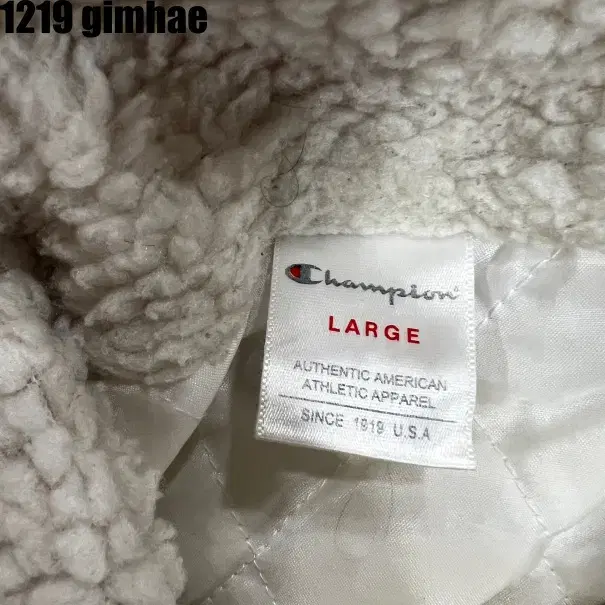 1219 gimhae
Champion
LARGE
AUTHENTIC AMERICAN
ATHLETIC APPAREL
SINCE 1919 U.S.A